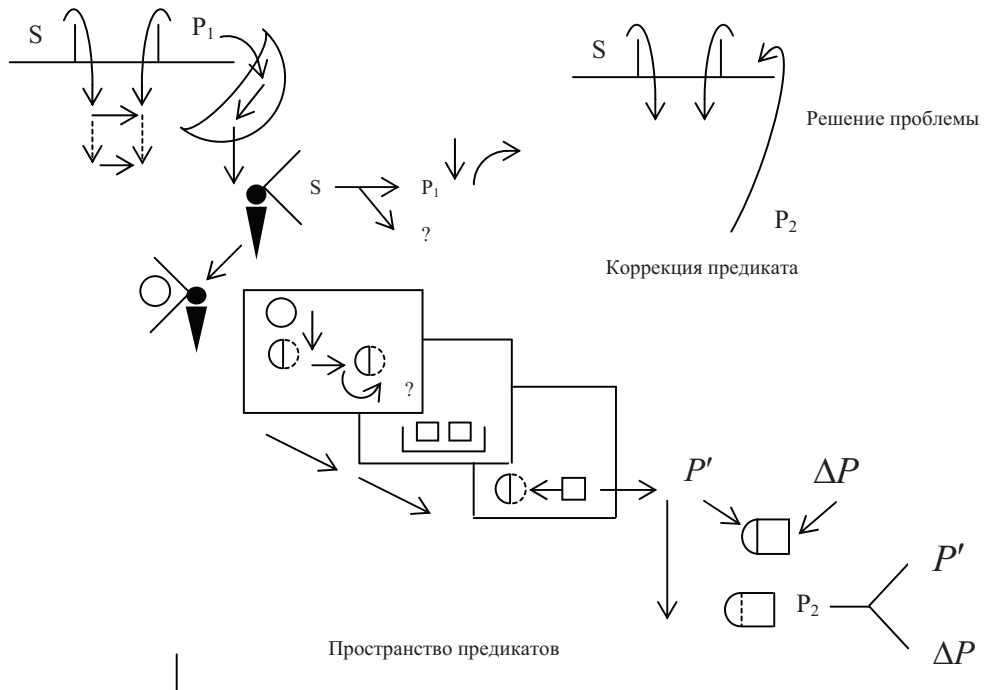 S P₁
S
Решение проблемы
S P₁
?
P₂
Коррекция предиката
?
P′ ΔP
P₂ P′
ΔP
Пространство предикатов